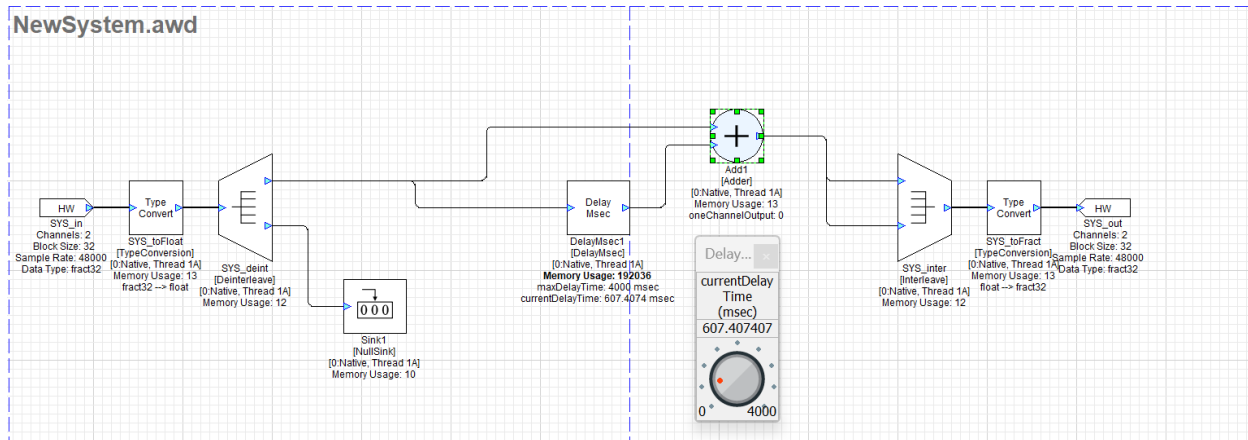 NewSystem.awd
HW
SYS_in
Channels: 2
Block Size: 32
Sample Rate: 48000
Data Type: fract32
Type
Convert
SYS_toFloat
[TypeConversion]
[0:Native, Thread 1A]
Memory Usage: 13
fract32 --> float
SYS_deint
[Deinterleave]
[0:Native, Thread 1A]
Memory Usage: 12
000
Sink1
[NullSink]
[0:Native, Thread 1A]
Memory Usage: 10
Delay
Msec
DelayMsec1
[DelayMsec]
[0:Native, Thread 1A]
Memory Usage: 192036
maxDelayTime: 4000 msec
currentDelayTime: 607.4074 msec
+
Add1
[Adder]
[0:Native, Thread 1A]
Memory Usage: 13
oneChannelOutput: 0
Delay...
×
currentDelay
Time
(msec)
607.407407
0 4000
SYS_inter
[Interleave]
[0:Native, Thread 1A]
Memory Usage: 12
Type
Convert
SYS_toFract
[TypeConversion]
[0:Native, Thread 1A]
Memory Usage: 13
float --> fract32
HW
SYS_out
Channels: 2
Block Size: 32
Sample Rate: 48000
Data Type: fract32